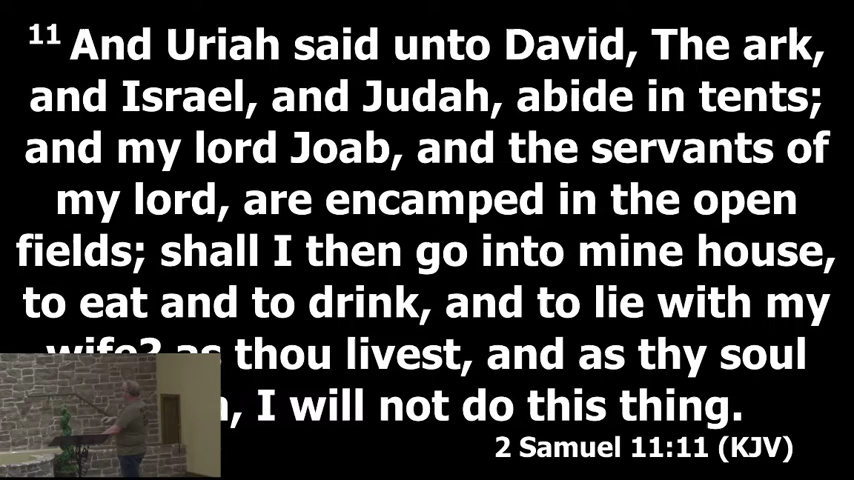 11 And Uriah said unto David, The ark,
and Israel, and Judah, abide in tents;
and my lord Joab, and the servants of
my lord, are encamped in the open
fields; shall I then go into mine house,
to eat and to drink, and to lie with my
wife? as thou livest, and as thy soul
I will not do this thing.
2 Samuel 11:11 (KJV)